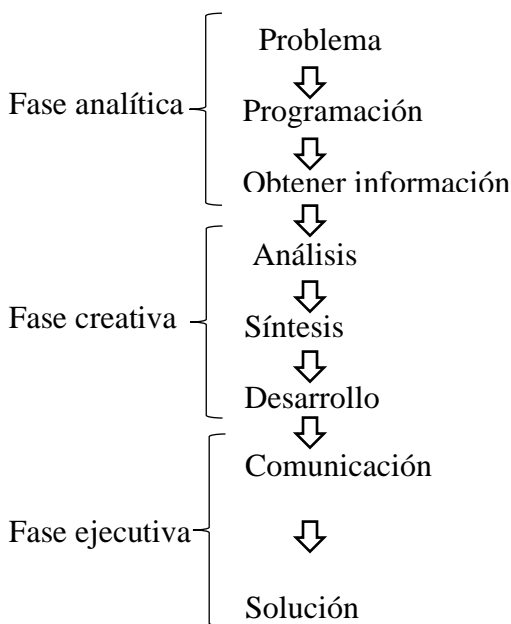 Problema
Fase analítica
Programación
Obtener información
Análisis
Fase creativa
Síntesis
Desarrollo
Comunicación
Fase ejecutiva
Solución